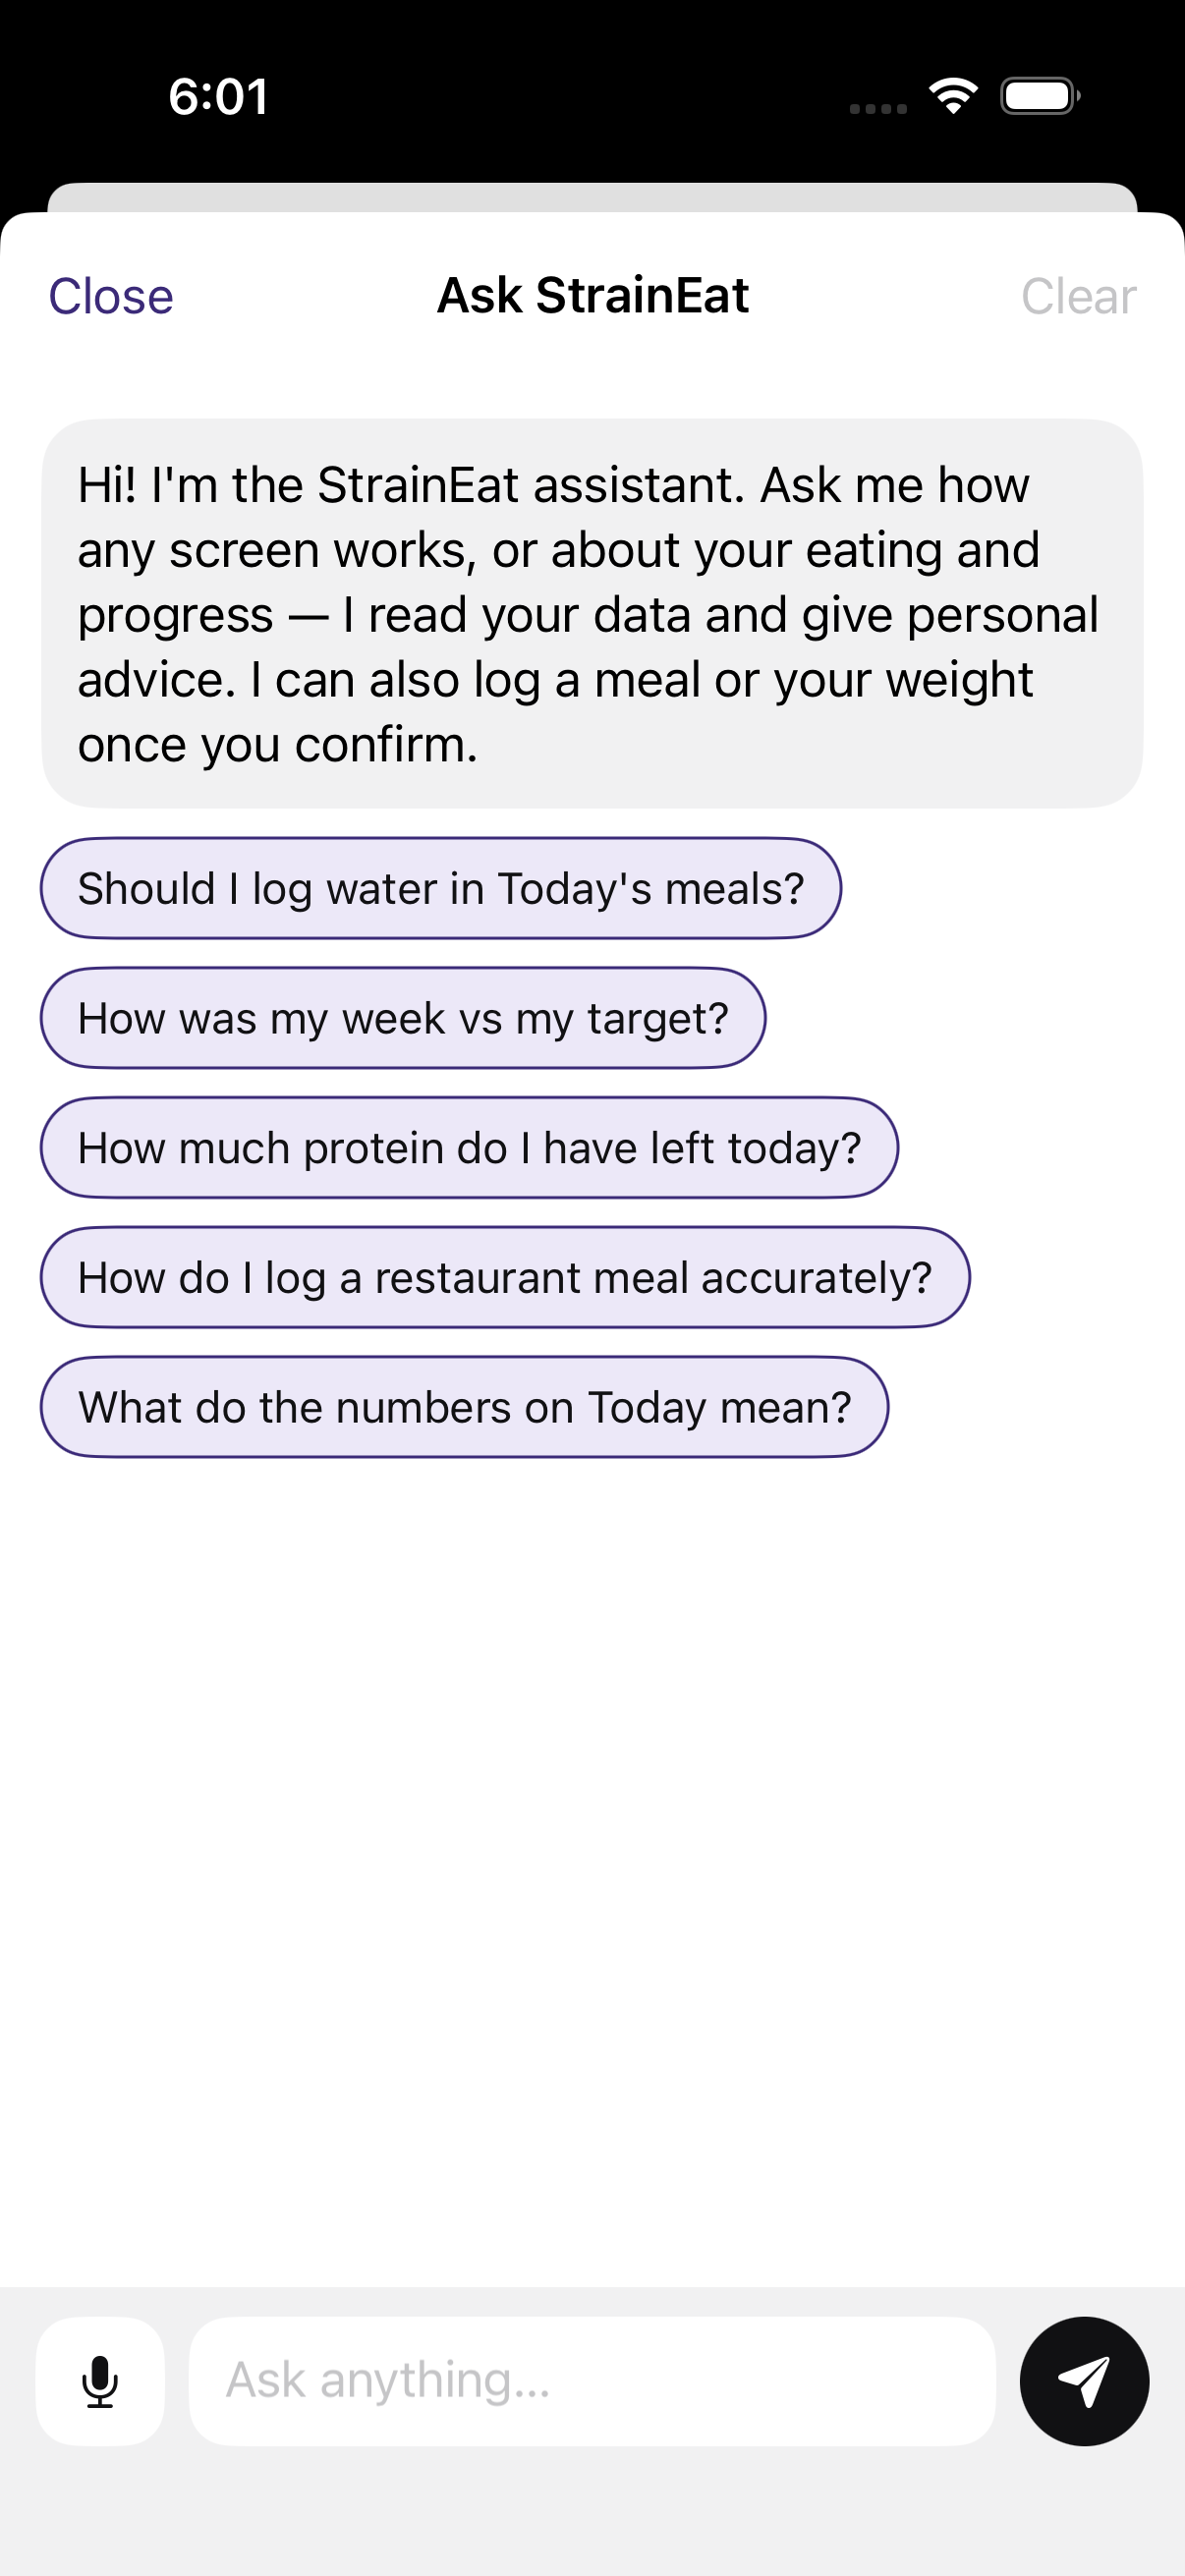 6:01
Close
Ask StrainEat
Clear
Hi! I'm the StrainEat assistant. Ask me how
any screen works, or about your eating and
progress — I read your data and give personal
advice. I can also log a meal or your weight
once you confirm.
Should I log water in Today's meals?
How was my week vs my target?
How much protein do I have left today?
How do I log a restaurant meal accurately?
What do the numbers on Today mean?
Ask anything...